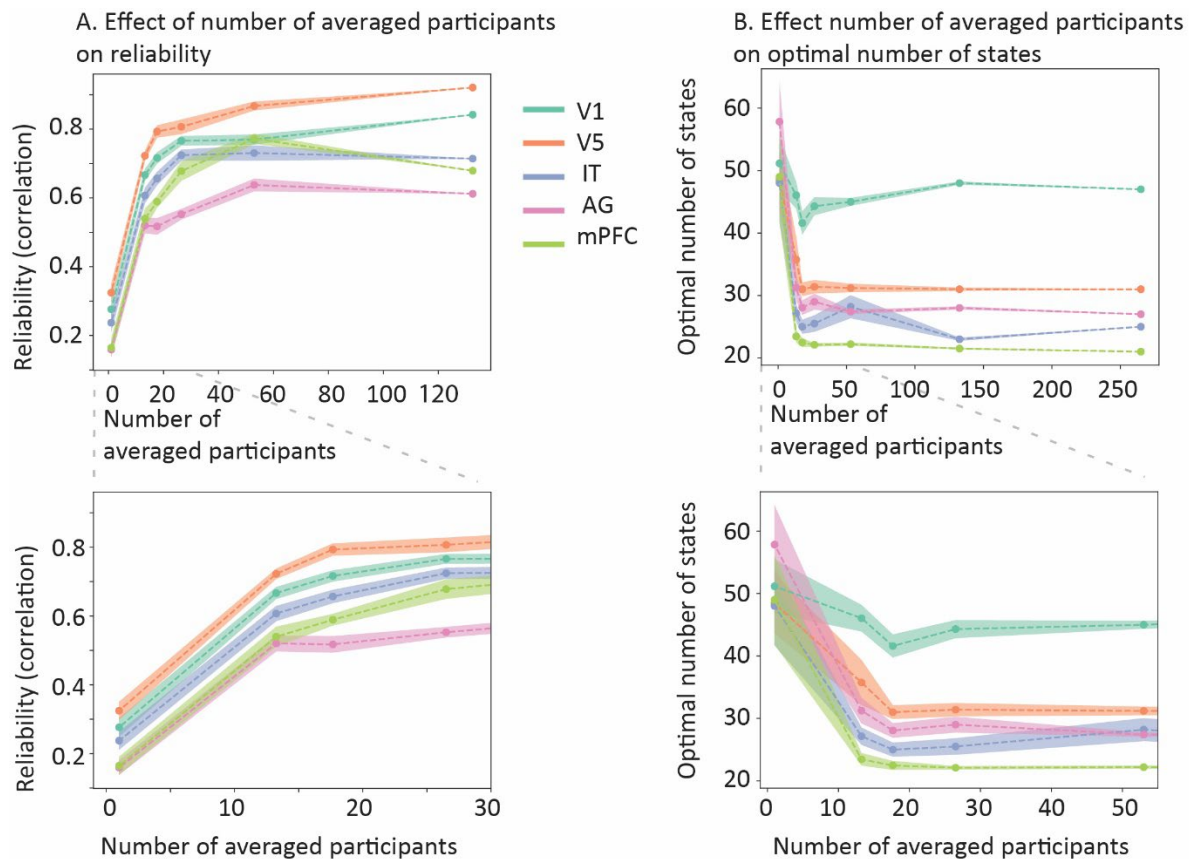 A. Effect of number of averaged participants
on reliability
B. Effect number of averaged participants
on optimal number of states
Reliability (correlation)
0.8
0.6
0.4
0.2
0 20 40 60 80 100 120
Number of
averaged participants
V1
V5
IT
AG
mPFC
Optimal number of states
60
50
40
30
20
0 50 100 150 200 250
Number of
averaged participants
Reliability (correlation)
0.8
0.6
0.4
0.2
0 10 20 30
Number of averaged participants
Optimal number of states
60
50
40
30
20
0 10 20 30 40 50
Number of averaged participants